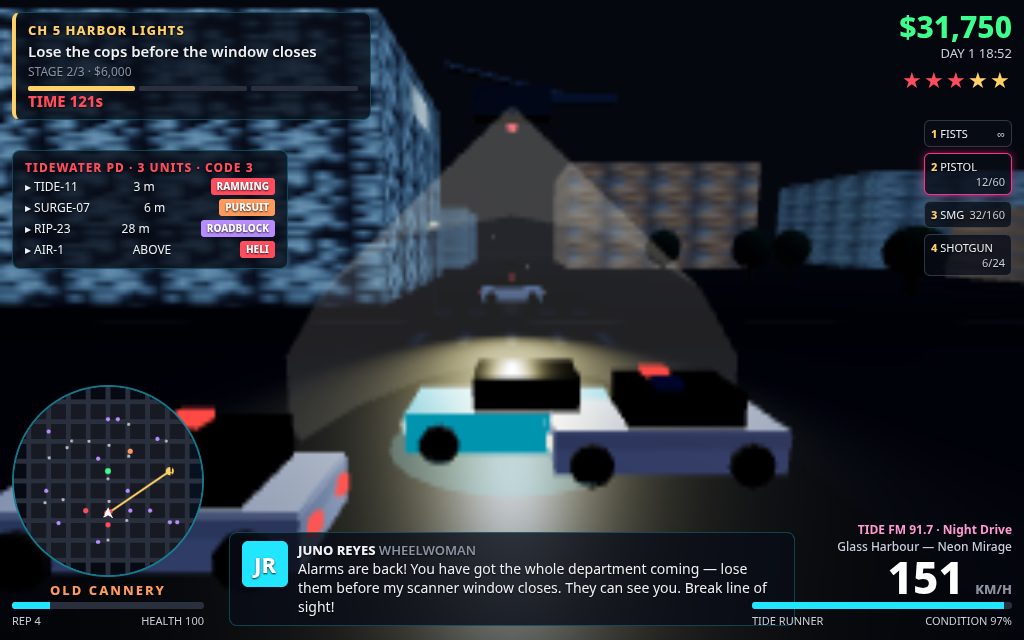 CH 5 HARBOR LIGHTS
Lose the cops before the window closes
STAGE 2/3 · $6,000
TIME 121s
TIDEWATER PD · 3 UNITS · CODE 3
▸ TIDE-11 3 m RAMMING
▸ SURGE-07 6 m PURSUIT
▸ RIP-23 28 m ROADBLOCK
▸ AIR-1 ABOVE HELI
$31,750
DAY 1 18:52
★ ★ ★ ★ ★
1 FISTS ∞
2 PISTOL
12/60
3 SMG 32/160
4 SHOTGUN
6/24
OLD CANNERY
REP 4 HEALTH 100
JR
JUNO REYES WHEELWOMAN
Alarms are back! You have got the whole department coming — lose
them before my scanner window closes. They can see you. Break line of
sight!
TIDE FM 91.7 · Night Drive
Glass Harbour — Neon Mirage
151 KM/H
TIDE RUNNER CONDITION 97%